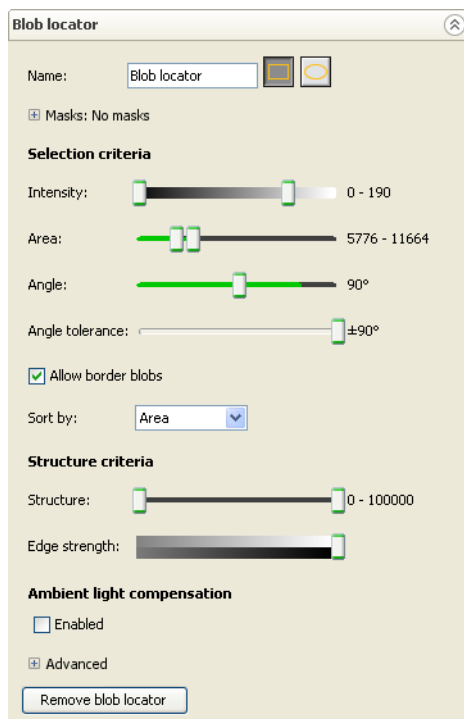 Blob locator
Name: Blob locator
Masks: No masks
Selection criteria
Intensity: 0 - 190
Area: 5776 - 11664
Angle: 90°
Angle tolerance: ±90°
Allow border blobs
Sort by: Area
Structure criteria
Structure: 0 - 100000
Edge strength:
Ambient light compensation
Enabled
Advanced
Remove blob locator